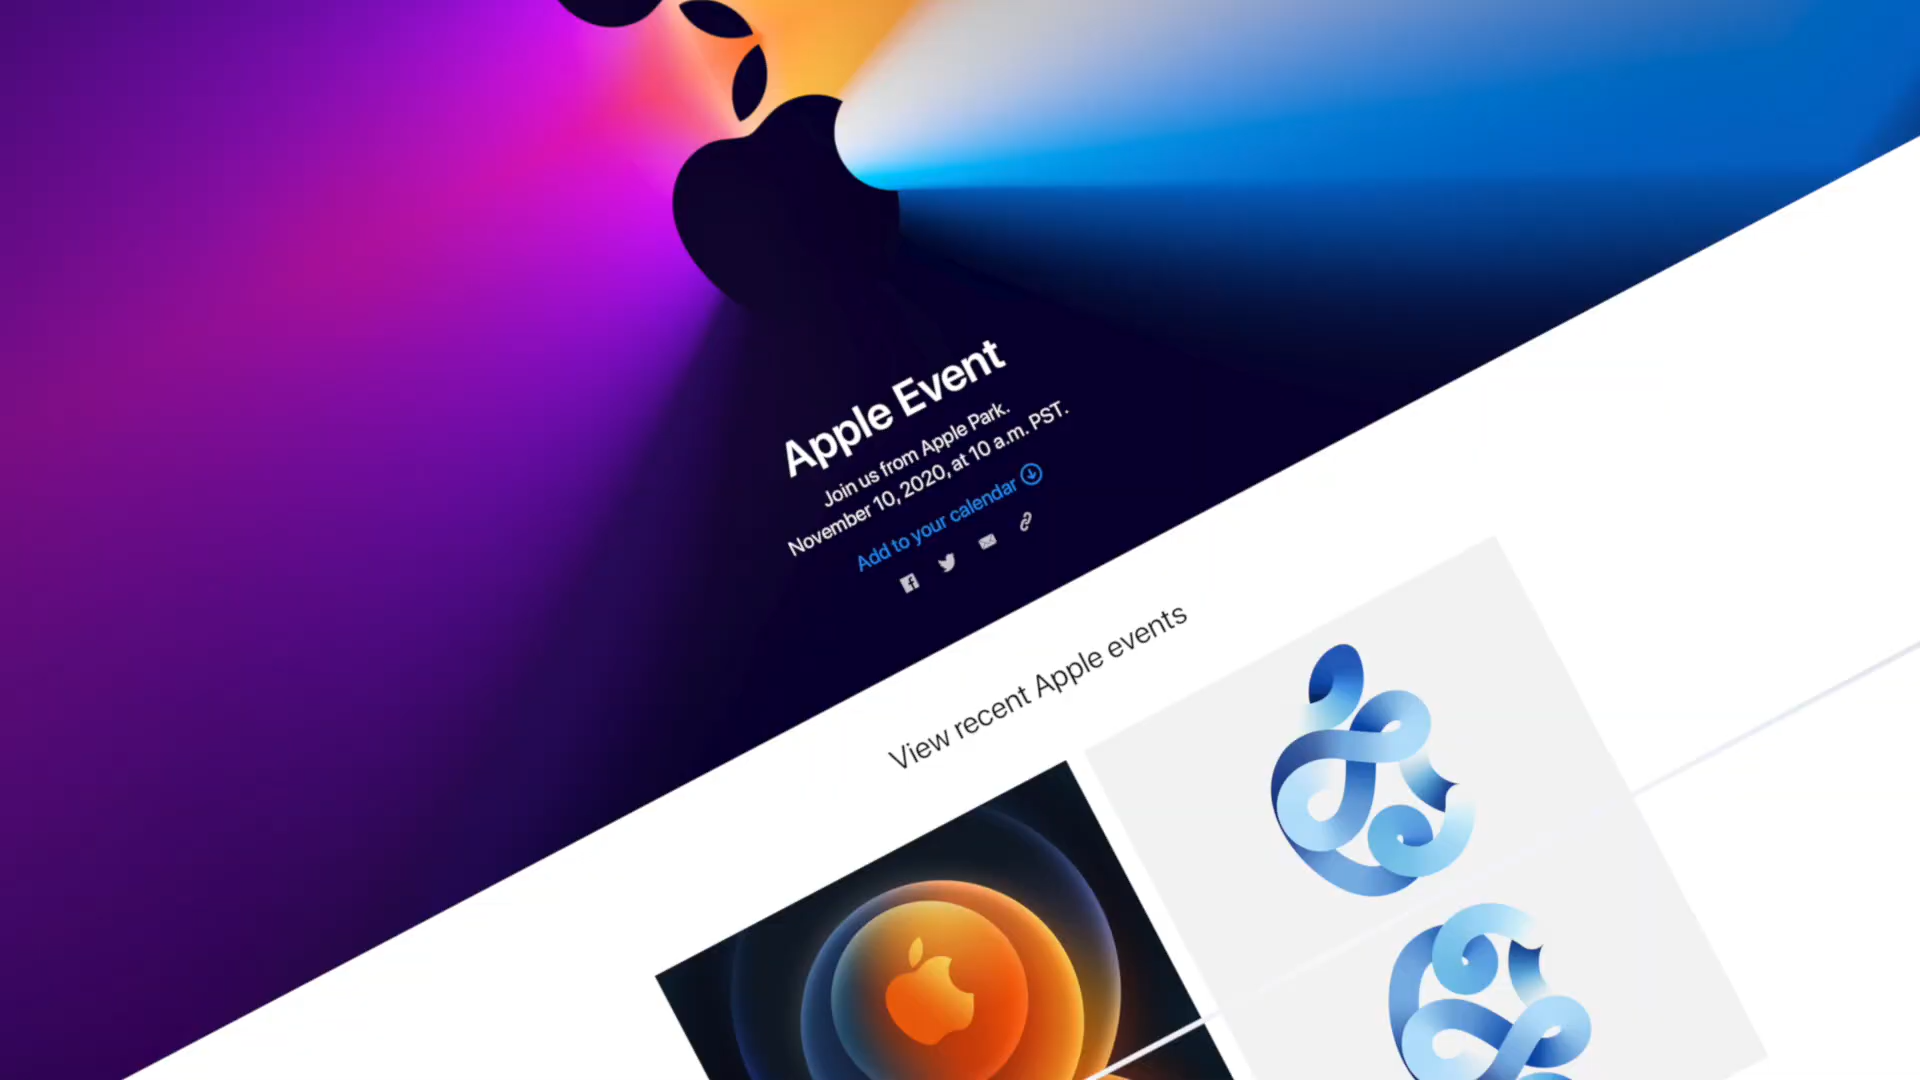 Apple Event
Join us from Apple Park.
November 10, 2020, at 10 a.m. PST.
Add to your calendar
View recent Apple events